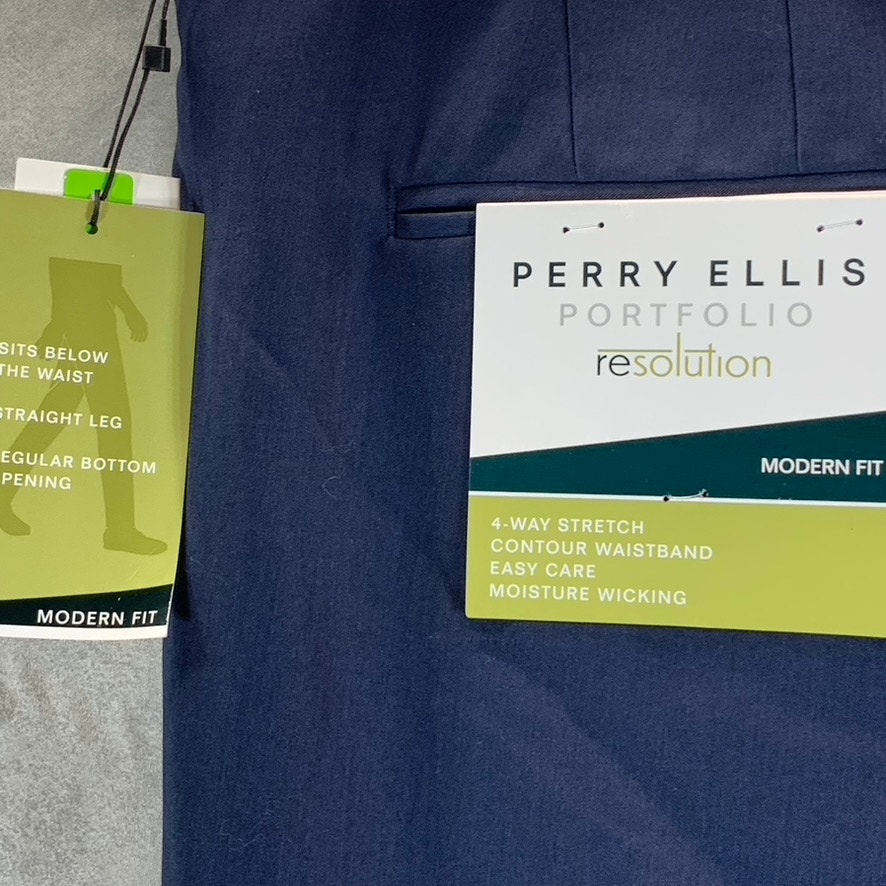 SITS BELOW
THE WAIST
STRAIGHT LEG
EGULAR BOTTOM
PENING
MODERN FIT
PERRY ELLIS
PORTFOLIO
resolution
MODERN FIT
4-WAY STRETCH
CONTOUR WAISTBAND
EASY CARE
MOISTURE WICKING